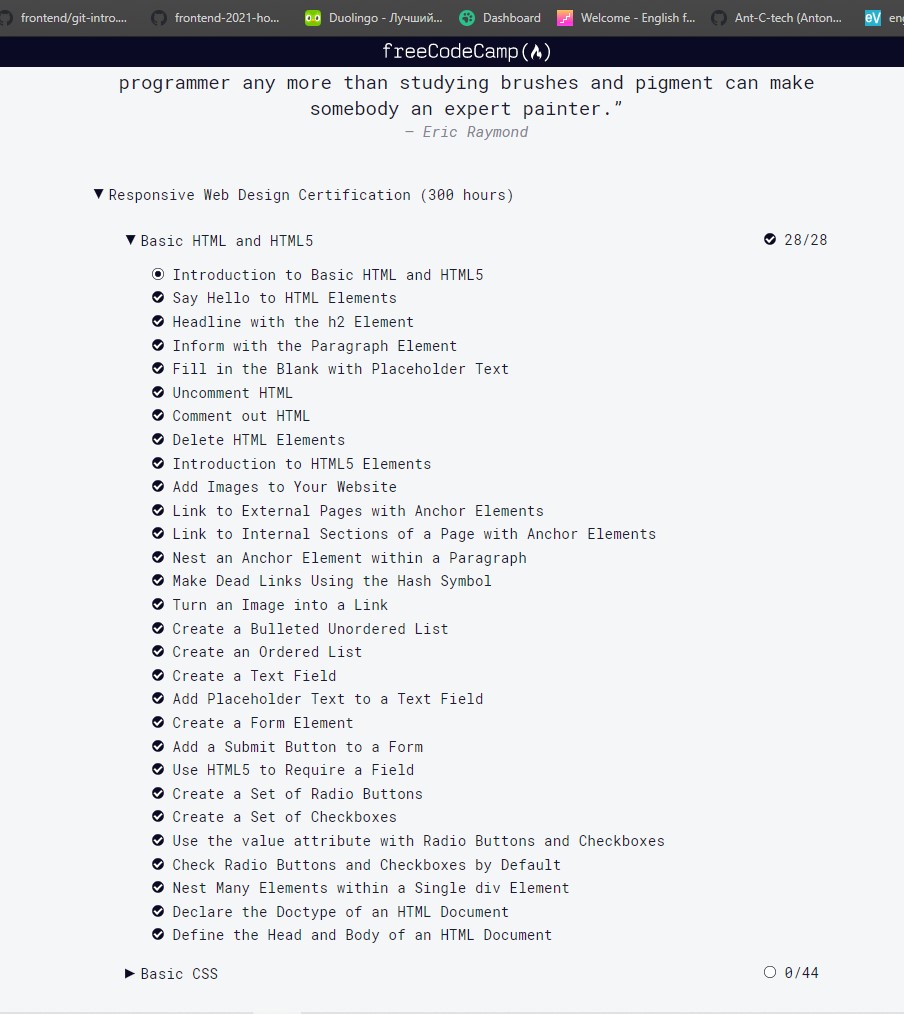 frontend/git-intro....
frontend-2021-ho...
Duolingo - Лучший...
Dashboard
Welcome - English f...
Ant-C-tech (Anton...
eV
eng
freeCodeCamp
programmer any more than studying brushes and pigment can make
somebody an expert painter.”
— Eric Raymond
Responsive Web Design Certification (300 hours)
Basic HTML and HTML5 28/28
Introduction to Basic HTML and HTML5
Say Hello to HTML Elements
Headline with the h2 Element
Inform with the Paragraph Element
Fill in the Blank with Placeholder Text
Uncomment HTML
Comment out HTML
Delete HTML Elements
Introduction to HTML5 Elements
Add Images to Your Website
Link to External Pages with Anchor Elements
Link to Internal Sections of a Page with Anchor Elements
Nest an Anchor Element within a Paragraph
Make Dead Links Using the Hash Symbol
Turn an Image into a Link
Create a Bulleted Unordered List
Create an Ordered List
Create a Text Field
Add Placeholder Text to a Text Field
Create a Form Element
Add a Submit Button to a Form
Use HTML5 to Require a Field
Create a Set of Radio Buttons
Create a Set of Checkboxes
Use the value attribute with Radio Buttons and Checkboxes
Check Radio Buttons and Checkboxes by Default
Nest Many Elements within a Single div Element
Declare the Doctype of an HTML Document
Define the Head and Body of an HTML Document
Basic CSS 0/44